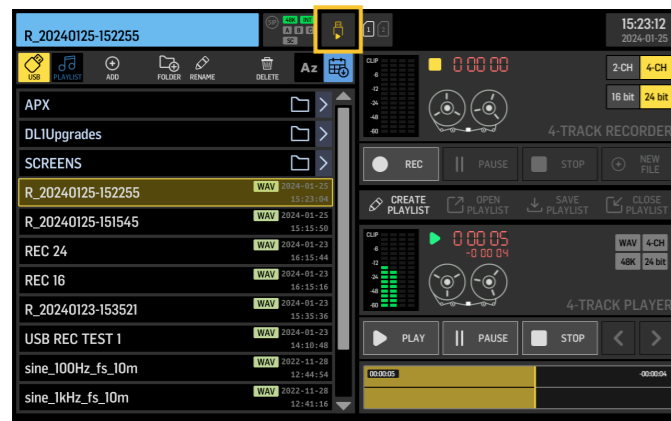 R_20240125-152255
SIP
48K INT
A B C
SC
1 2
15:23:12
2024-01-25
USB PLAYLIST ADD FOLDER RENAME DELETE Az
APX
DL1Upgrades
SCREENS
R_20240125-152255 WAV 2024-01-25
15:23:04
R_20240125-151545 WAV 2024-01-25
15:15:50
REC 24 WAV 2024-01-23
16:15:44
REC 16 WAV 2024-01-23
16:15:16
R_20240123-153521 WAV 2024-01-23
15:35:36
USB REC TEST 1 WAV 2024-01-23
14:10:48
sine_100Hz_fs_10m WAV 2022-11-28
12:44:54
sine_1kHz_fs_10m WAV 2022-11-28
12:41:16
CLIP
-6
-12
-24
-48
-60
0 00 00
2-CH 4-CH
16 bit 24 bit
4-TRACK RECORDER
REC PAUSE STOP NEW FILE
CREATE PLAYLIST OPEN PLAYLIST SAVE PLAYLIST CLOSE PLAYLIST
CLIP
-6
-12
-24
-48
-60
0 00 05
-0 00 04
WAV 4-CH
48K 24 bit
4-TRACK PLAYER
PLAY PAUSE STOP
00:00:05 -00:00:04